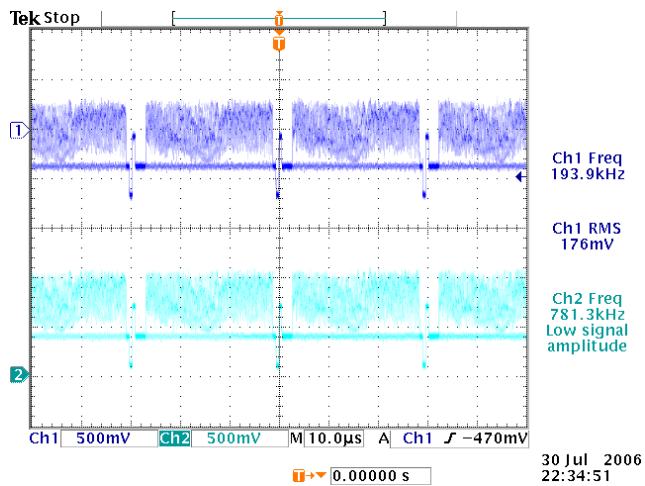 Tek Stop
T
T
1
Ch1 Freq
193.9kHz
Ch1 RMS
176mV
Ch2 Freq
781.3kHz
Low signal
amplitude
2
Ch1 500mV Ch2 500mV M 10.0µs A Ch1 ƒ −470mV
T 0.00000 s
30 Jul 2006
22:34:51